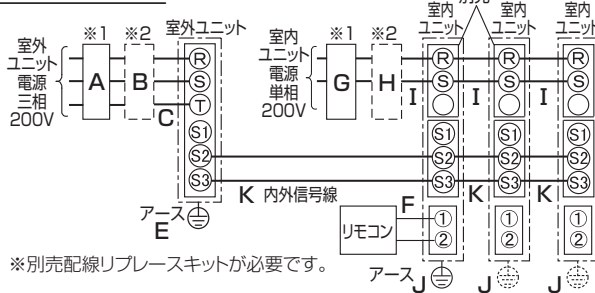 ※1 ※2 室外ユニット
室外
ユニット
電源
三相
200V
A
B
C
R
S
T
S1
S2
S3
アース
E
K 内外信号線
※1 ※2
室内
ユニット
電源
単相
200V
G
H
I
室内
ユニット
R
S
S1
S2
S3
①
②
F
リモコン
アース J
I
K
室内
ユニット
R
S
S1
S2
S3
①
②
J
I
K
室内
ユニット
R
S
S1
S2
S3
①
②
J
※別売配線リプレースキットが必要です。